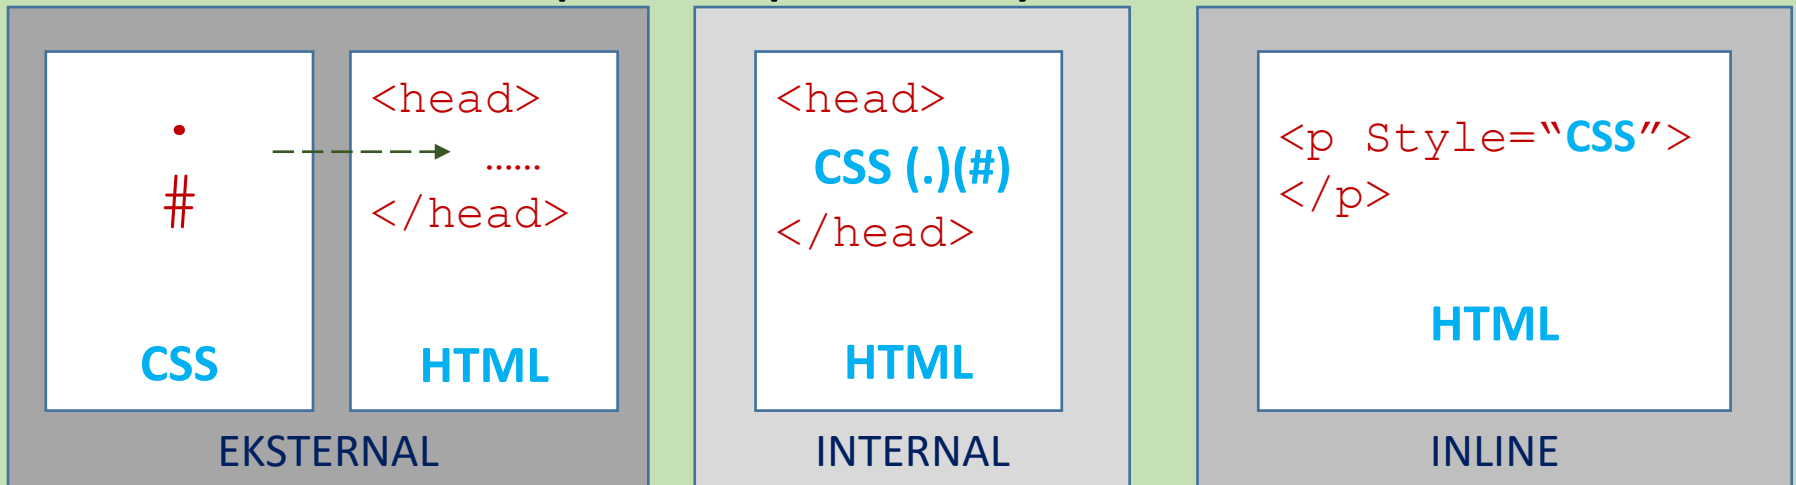 .
#
CSS
<head>
......
</head>
HTML
EKSTERNAL
<head>
CSS (.)(#)
</head>
HTML
INTERNAL
<p Style=“CSS”>
</p>
HTML
INLINE